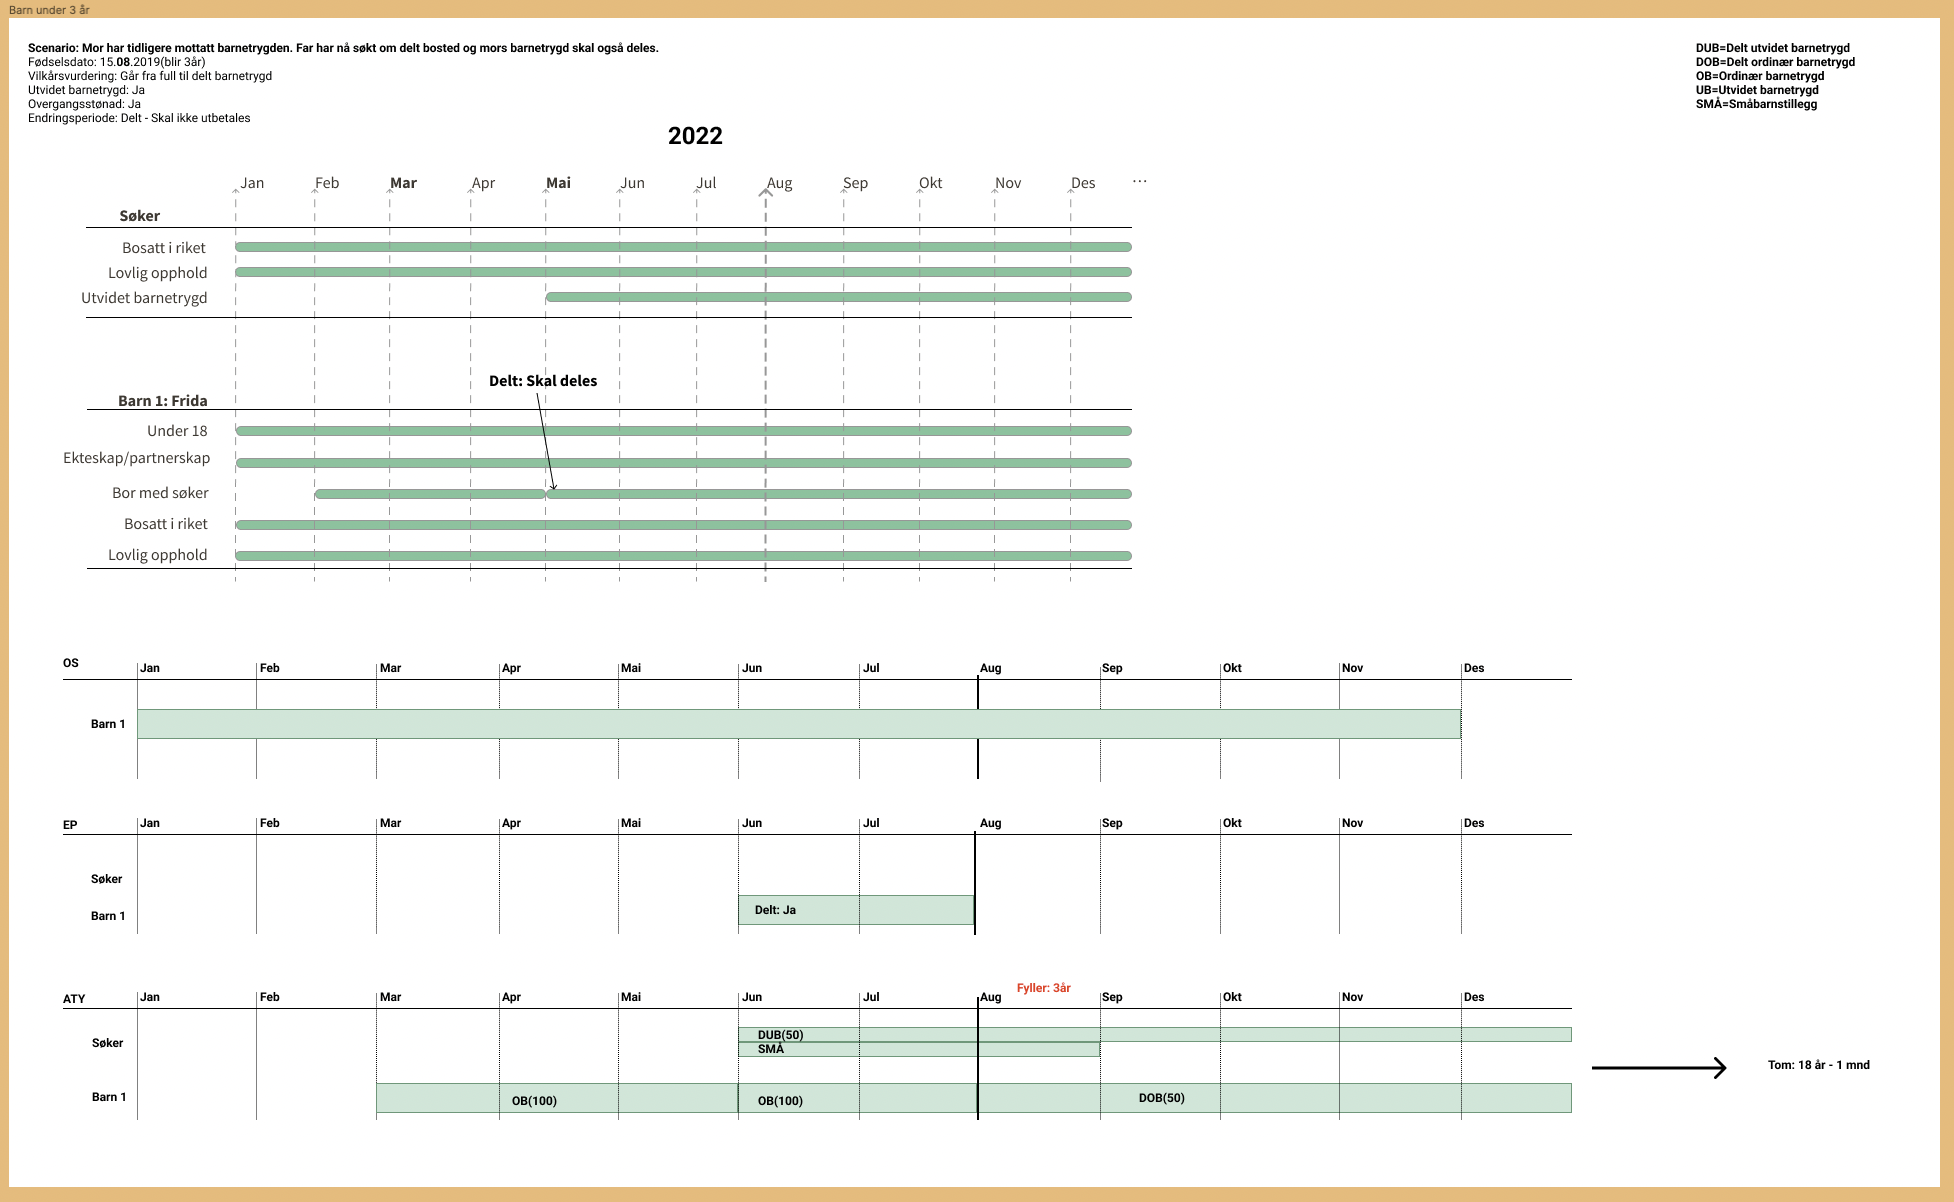 Barn under 3 år
Scenario: Mor har tidligere mottatt barnetrygden. Far har nå søkt om delt bosted og mors barnetrygd skal også deles.
Fødselsdato: 15.08.2019(blir 3år)
Vilkårsvurdering: Går fra full til delt barnetrygd
Utvidet barnetrygd: Ja
Overgangsstønad: Ja
Endringsperiode: Delt - Skal ikke utbetales
DUB=Delt utvidet barnetrygd
DOB=Delt ordinær barnetrygd
OB=Ordinær barnetrygd
UB=Utvidet barnetrygd
SMÅ=Småbarnstillegg
2022
Jan Feb Mar Apr Mai Jun Jul Aug Sep Okt Nov Des ...
Søker
Bosatt i riket
Lovlig opphold
Utvidet barnetrygd
Delt: Skal deles
Barn 1: Frida
Under 18
Ekteskap/partnerskap
Bor med søker
Bosatt i riket
Lovlig opphold
OS Jan Feb Mar Apr Mai Jun Jul Aug Sep Okt Nov Des
Barn 1
EP Jan Feb Mar Apr Mai Jun Jul Aug Sep Okt Nov Des
Søker
Barn 1 Delt: Ja
Fyller: 3år
ATY Jan Feb Mar Apr Mai Jun Jul Aug Sep Okt Nov Des
Søker DUB(50)
SMÅ
Tom: 18 år - 1 mnd
Barn 1 OB(100) OB(100) DOB(50)